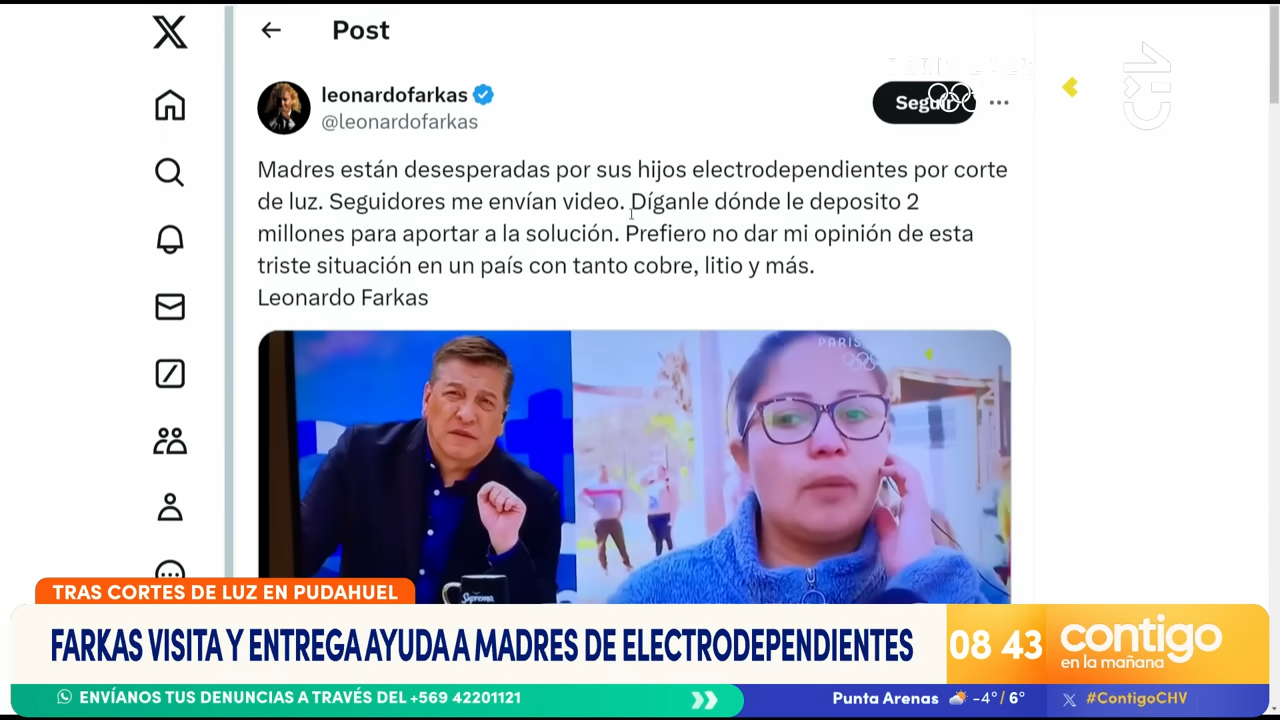 Post
leonardofarkas
@leonardofarkas
Seguir
CHV
Madres están desesperadas por sus hijos electrodependientes por corte
de luz. Seguidores me envían video. Díganle dónde le deposito 2
millones para aportar a la solución. Prefiero no dar mi opinión de esta
triste situación en un país con tanto cobre, litio y más.
Leonardo Farkas
PARIS
Suprema
TRAS CORTES DE LUZ EN PUDAHUEL
FARKAS VISITA Y ENTREGA AYUDA A MADRES DE ELECTRODEPENDIENTES
08 43
contigo
en la mañana
ENVÍANOS TUS DENUNCIAS A TRAVÉS DEL +569 42201121
Punta Arenas -4°/ 6°
#ContigoCHV